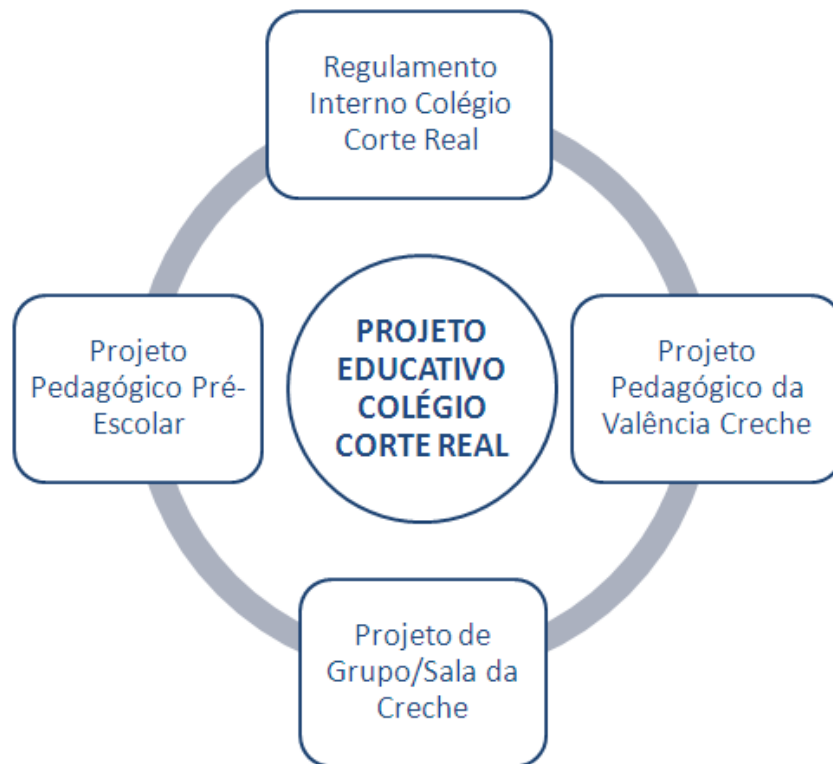 Regulamento
Interno Colégio
Corte Real
Projeto
Pedagógico Pré-
Escolar
PROJETO
EDUCATIVO
COLÉGIO
CORTE REAL
Projeto
Pedagógico da
Valência Creche
Projeto de
Grupo/Sala da
Creche